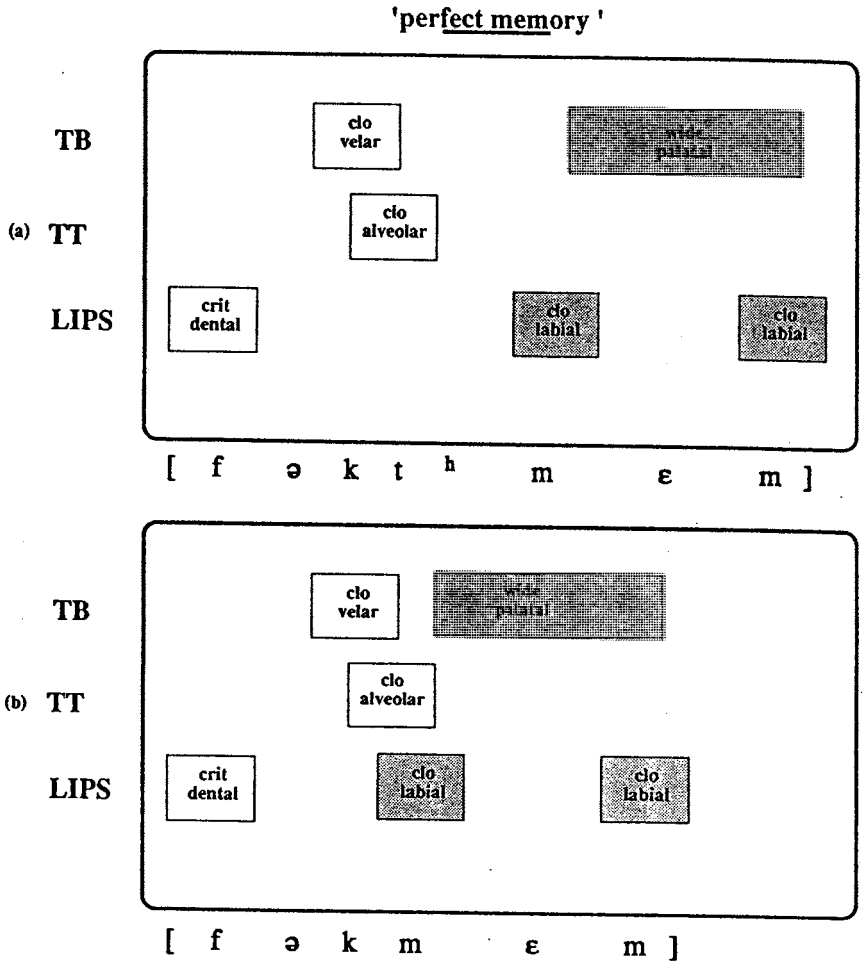 'perfect memory '
TB
clo
velar
wide
palatal
(a) TT
clo
alveolar
LIPS
crit
dental
clo
labial
clo
labial
[ f ə k t ʰ m ɛ m ]
TB
clo
velar
wide
palatal
(b) TT
clo
alveolar
LIPS
crit
dental
clo
labial
clo
labial
[ f ə k m ɛ m ]